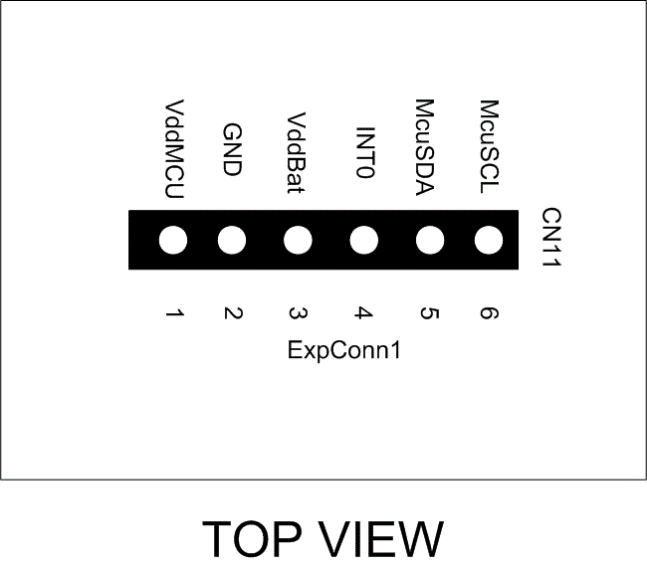 VddMCU GND VddBat INT0 McuSDA McuSCL
CN11
1 2 3 4 5 6
ExpConn1
TOP VIEW